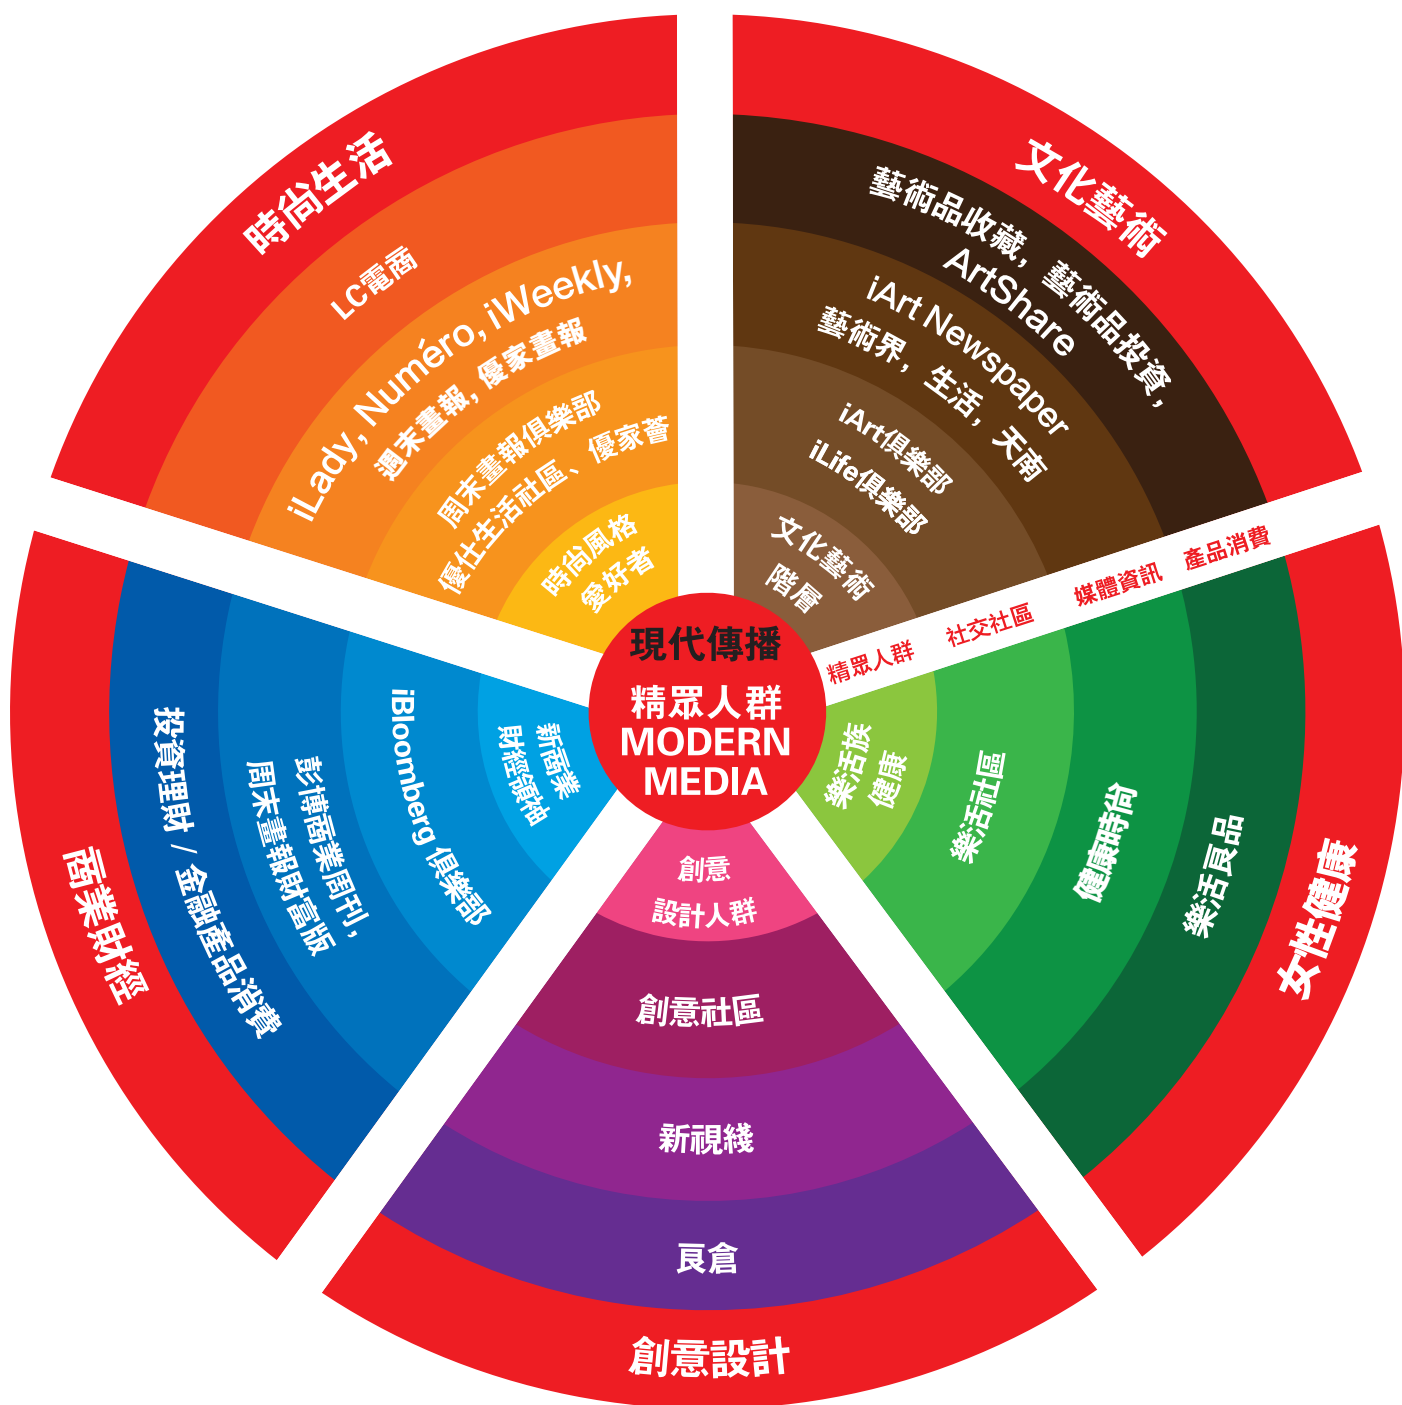 現代傳播
精眾人群
MODERN
MEDIA
時尚生活
LC電商
iLady, Numéro, iWeekly,
週末畫報, 優家畫報
周末畫報俱樂部
優仕生活社區、優家薈
時尚風格
愛好者
文化藝術
藝術品收藏, 藝術品投資,
ArtShare
iArt Newspaper
藝術界, 生活, 天南
iArt俱樂部
iLife俱樂部
文化藝術
階層
精眾人群 社交社區 媒體資訊 產品消費
女性健康
樂活良品
健康時尚
樂活社區
樂活族
健康
創意
設計人群
創意社區
新視綫
良倉
創意設計
商業財經
投資理財 / 金融產品消費
彭博商業周刊,
周末畫報財富版
iBloomberg 俱樂部
新商業
財經領袖